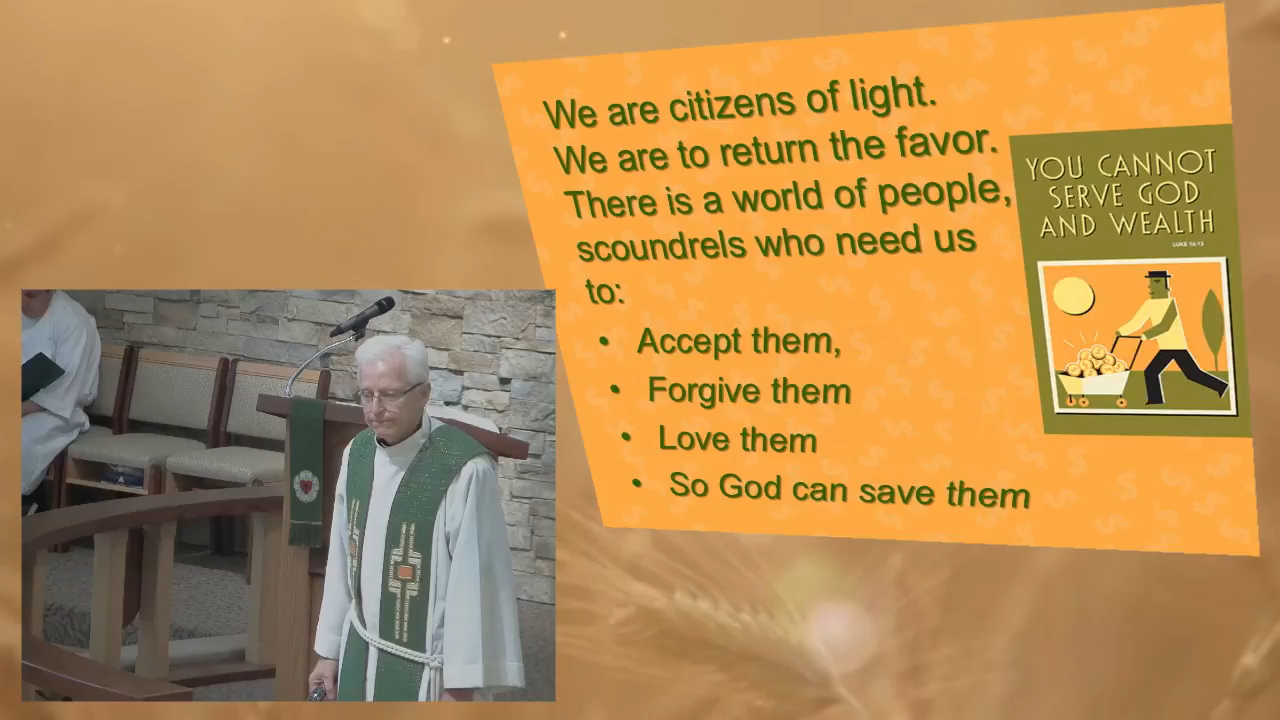 We are citizens of light.
We are to return the favor.
There is a world of people,
scoundrels who need us
to:
• Accept them,
• Forgive them
• Love them
• So God can save them
YOU CANNOT
SERVE GOD
AND WEALTH
LUKE 16:13